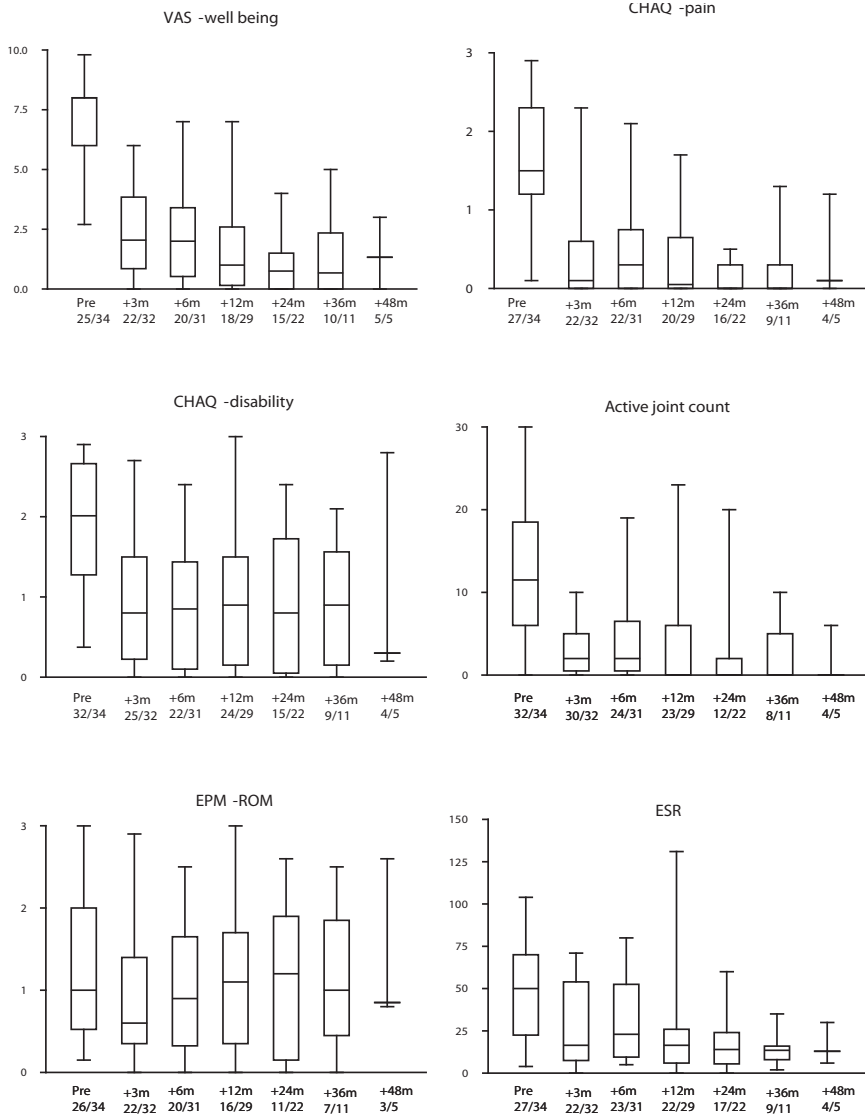 VAS -well being
10.0
7.5
5.0
2.5
0.0
Pre +3m +6m +12m +24m +36m +48m
25/34 22/32 20/31 18/29 15/22 10/11 5/5
CHAQ -pain
3
2
1
0
Pre +3m +6m +12m +24m +36m +48m
27/34 22/32 22/31 20/29 16/22 9/11 4/5
CHAQ -disability
3
2
1
0
Pre +3m +6m +12m +24m +36m +48m
32/34 25/32 22/31 24/29 15/22 9/11 4/5
Active joint count
30
20
10
0
Pre +3m +6m +12m +24m +36m +48m
32/34 30/32 24/31 23/29 12/22 8/11 4/5
EPM -ROM
3
2
1
0
Pre +3m +6m +12m +24m +36m +48m
26/34 22/32 20/31 16/29 11/22 7/11 3/5
ESR
150
125
100
75
50
25
0
Pre +3m +6m +12m +24m +36m +48m
27/34 22/32 23/31 22/29 17/22 9/11 4/5